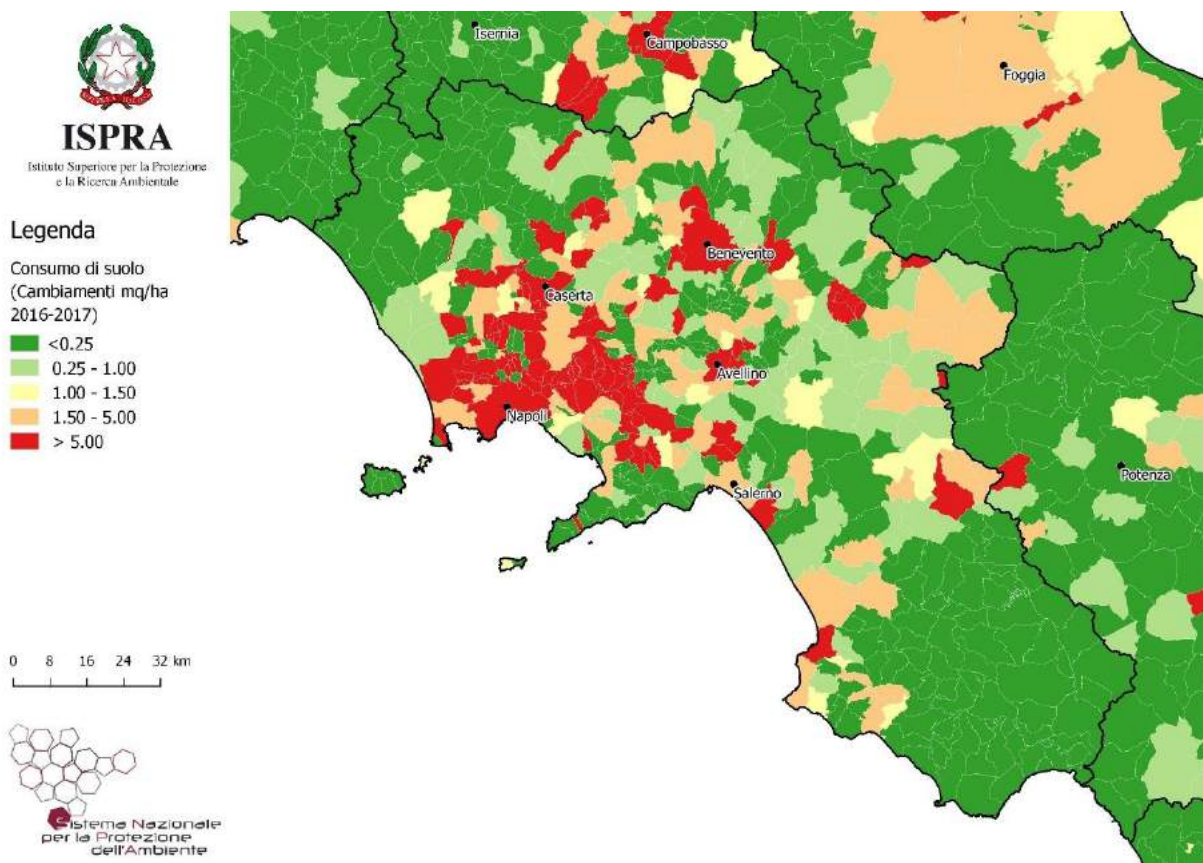 ISPRA
Istituto Superiore per la Protezione
e la Ricerca Ambientale
Legenda
Consumo di suolo
(Cambiamenti mq/ha
2016-2017)
<0.25
0.25 - 1.00
1.00 - 1.50
1.50 - 5.00
> 5.00
0 8 16 24 32 km
Sistema Nazionale
per la Protezione
dell'Ambiente
Isernia
Campobasso
Foggia
Benevento
Caserta
Avellino
Napoli
Salerno
Potenza